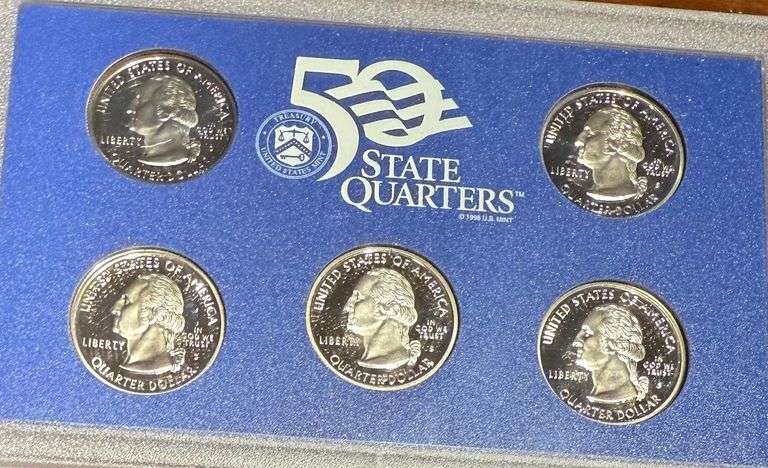 UNITED STATES OF AMERICA
LIBERTY
IN GOD WE TRUST
S
QUARTER DOLLAR
50
STATE
QUARTERS™
© 1998 U.S. MINT
TREASURY
UNITED STATES MINT
UNITED STATES OF AMERICA
LIBERTY
IN
GOD WE
TRUST
S
QUARTER DOLLAR
UNITED STATES OF AMERICA
LIBERTY
IN
GOD WE
TRUST
S
QUARTER DOLLAR
UNITED STATES OF AMERICA
LIBERTY
IN
GOD WE
TRUST
S
QUARTER DOLLAR
UNITED STATES OF AMERICA
LIBERTY
IN
GOD WE
TRUST
S
QUARTER DOLLAR